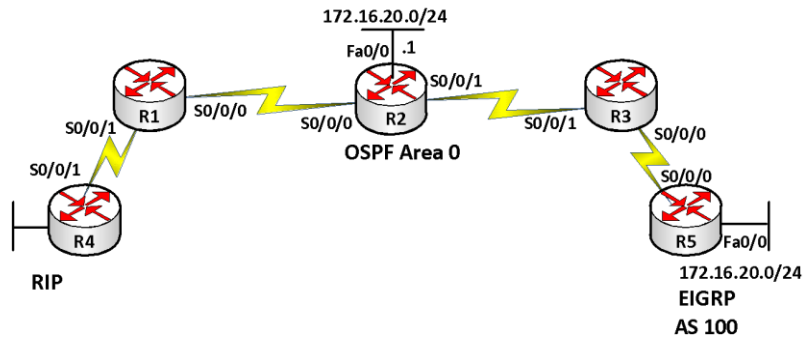 172.16.20.0/24
Fa0/0 .1
R1
S0/0/0
S0/0/0
R2
S0/0/1
S0/0/1
R3
OSPF Area 0
S0/0/1
S0/0/1
R4
RIP
S0/0/0
S0/0/0
R5
Fa0/0
172.16.20.0/24
EIGRP
AS 100